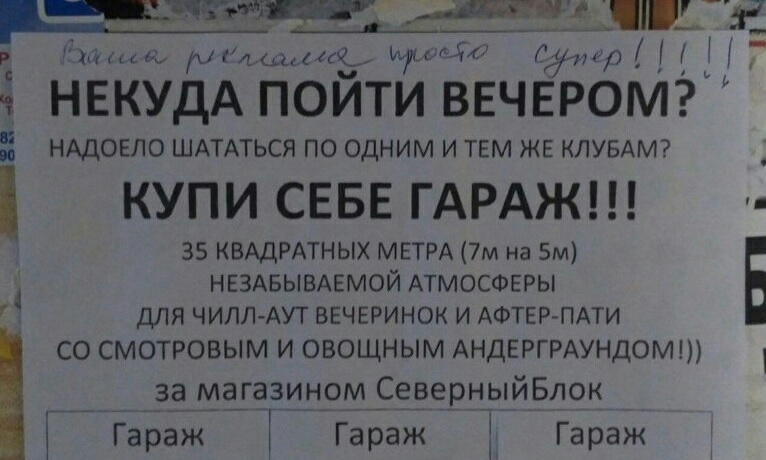 Ваша реклама просто супер!!!!!
НЕКУДА ПОЙТИ ВЕЧЕРОМ?
НАДОЕЛО ШАТАТЬСЯ ПО ОДНИМ И ТЕМ ЖЕ КЛУБАМ?
КУПИ СЕБЕ ГАРАЖ!!!
35 КВАДРАТНЫХ МЕТРА (7м на 5м)
НЕЗАБЫВАЕМОЙ АТМОСФЕРЫ
ДЛЯ ЧИЛЛ-АУТ ВЕЧЕРИНОК И АФТЕР-ПАТИ
СО СМОТРОВЫМ И ОВОЩНЫМ АНДЕРГРАУНДОМ!))
за магазином СеверныйБлок
Гараж Гараж Гараж